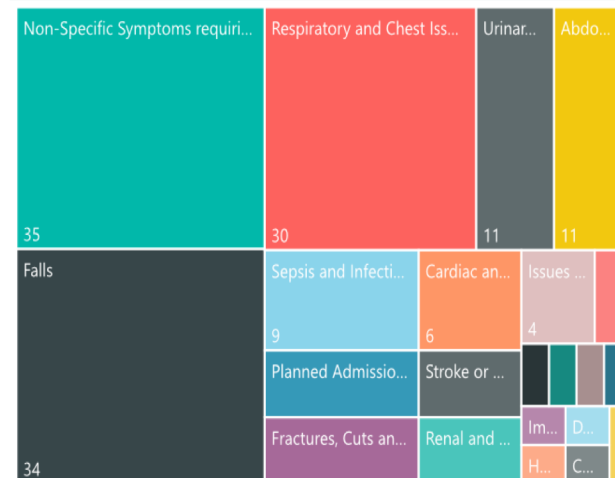 Non-Specific Symptoms requiri...
35
Respiratory and Chest Iss...
30
Urinar...
11
Abdo...
11
Falls
34
Sepsis and Infecti...
9
Cardiac an...
6
Issues ...
4
Planned Admissio...
Stroke or ...
Fractures, Cuts an...
Renal and ...
Im...
D...
H...
C...